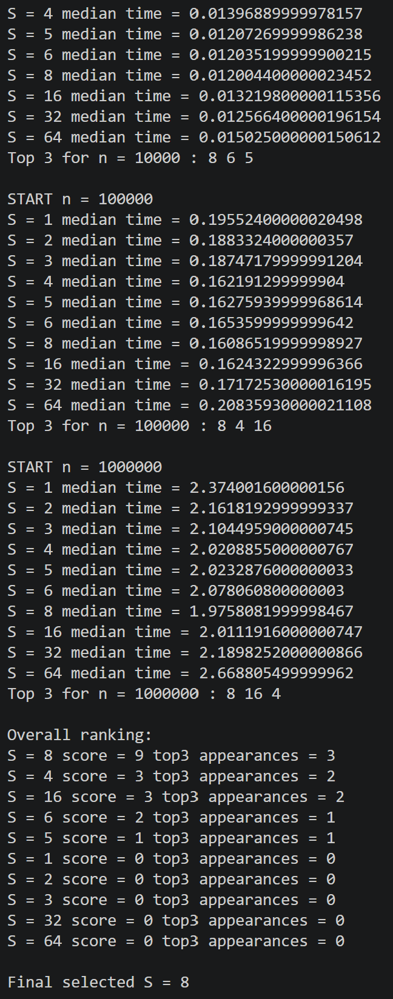 S = 4 median time = 0.01396889999978157
S = 5 median time = 0.01207269999986238
S = 6 median time = 0.012035199999900215
S = 8 median time = 0.012004400000023452
S = 16 median time = 0.013219800000115356
S = 32 median time = 0.012566400000196154
S = 64 median time = 0.015025000000150612
Top 3 for n = 10000 : 8 6 5

START n = 100000
S = 1 median time = 0.19552400000020498
S = 2 median time = 0.1883324000000357
S = 3 median time = 0.18747179999991204
S = 4 median time = 0.162191299999904
S = 5 median time = 0.16275939999968614
S = 6 median time = 0.1653599999999642
S = 8 median time = 0.16086519999998927
S = 16 median time = 0.1624322999996366
S = 32 median time = 0.17172530000016195
S = 64 median time = 0.20835930000021108
Top 3 for n = 100000 : 8 4 16

START n = 1000000
S = 1 median time = 2.374001600000156
S = 2 median time = 2.1618192999999337
S = 3 median time = 2.1044959000000745
S = 4 median time = 2.0208855000000767
S = 5 median time = 2.0232876000000033
S = 6 median time = 2.078060800000003
S = 8 median time = 1.9758081999998467
S = 16 median time = 2.0111916000000747
S = 32 median time = 2.1898252000000866
S = 64 median time = 2.668805499999962
Top 3 for n = 1000000 : 8 16 4

Overall ranking:
S = 8 score = 9 top3 appearances = 3
S = 4 score = 3 top3 appearances = 2
S = 16 score = 3 top3 appearances = 2
S = 6 score = 2 top3 appearances = 1
S = 5 score = 1 top3 appearances = 1
S = 1 score = 0 top3 appearances = 0
S = 2 score = 0 top3 appearances = 0
S = 3 score = 0 top3 appearances = 0
S = 32 score = 0 top3 appearances = 0
S = 64 score = 0 top3 appearances = 0

Final selected S = 8